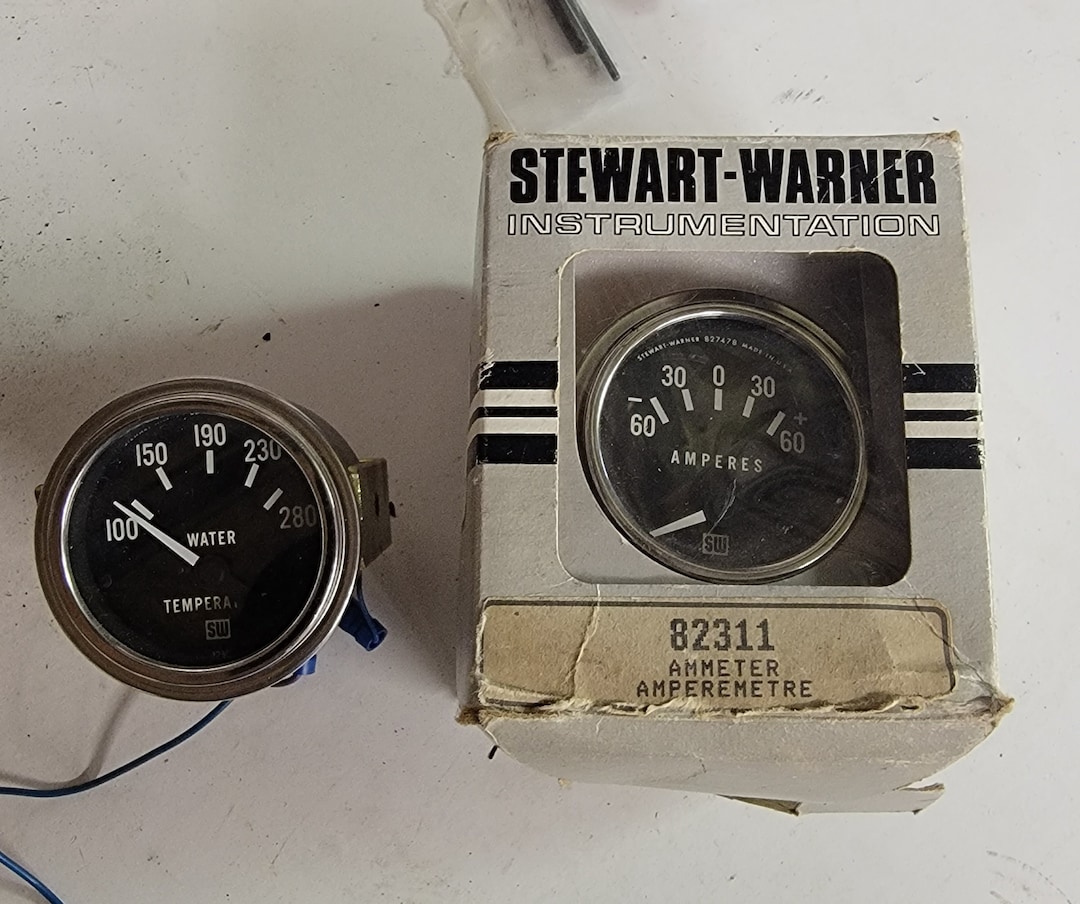 STEWART-WARNER
INSTRUMENTATION
STEWART-WARNER 827478 MADE IN U.S.A.
30 0 30
− +
60 60
AMPERES
SW
82311
AMMETER
AMPEREMETRE
190
150 230
100 280
WATER
TEMPERA
SW